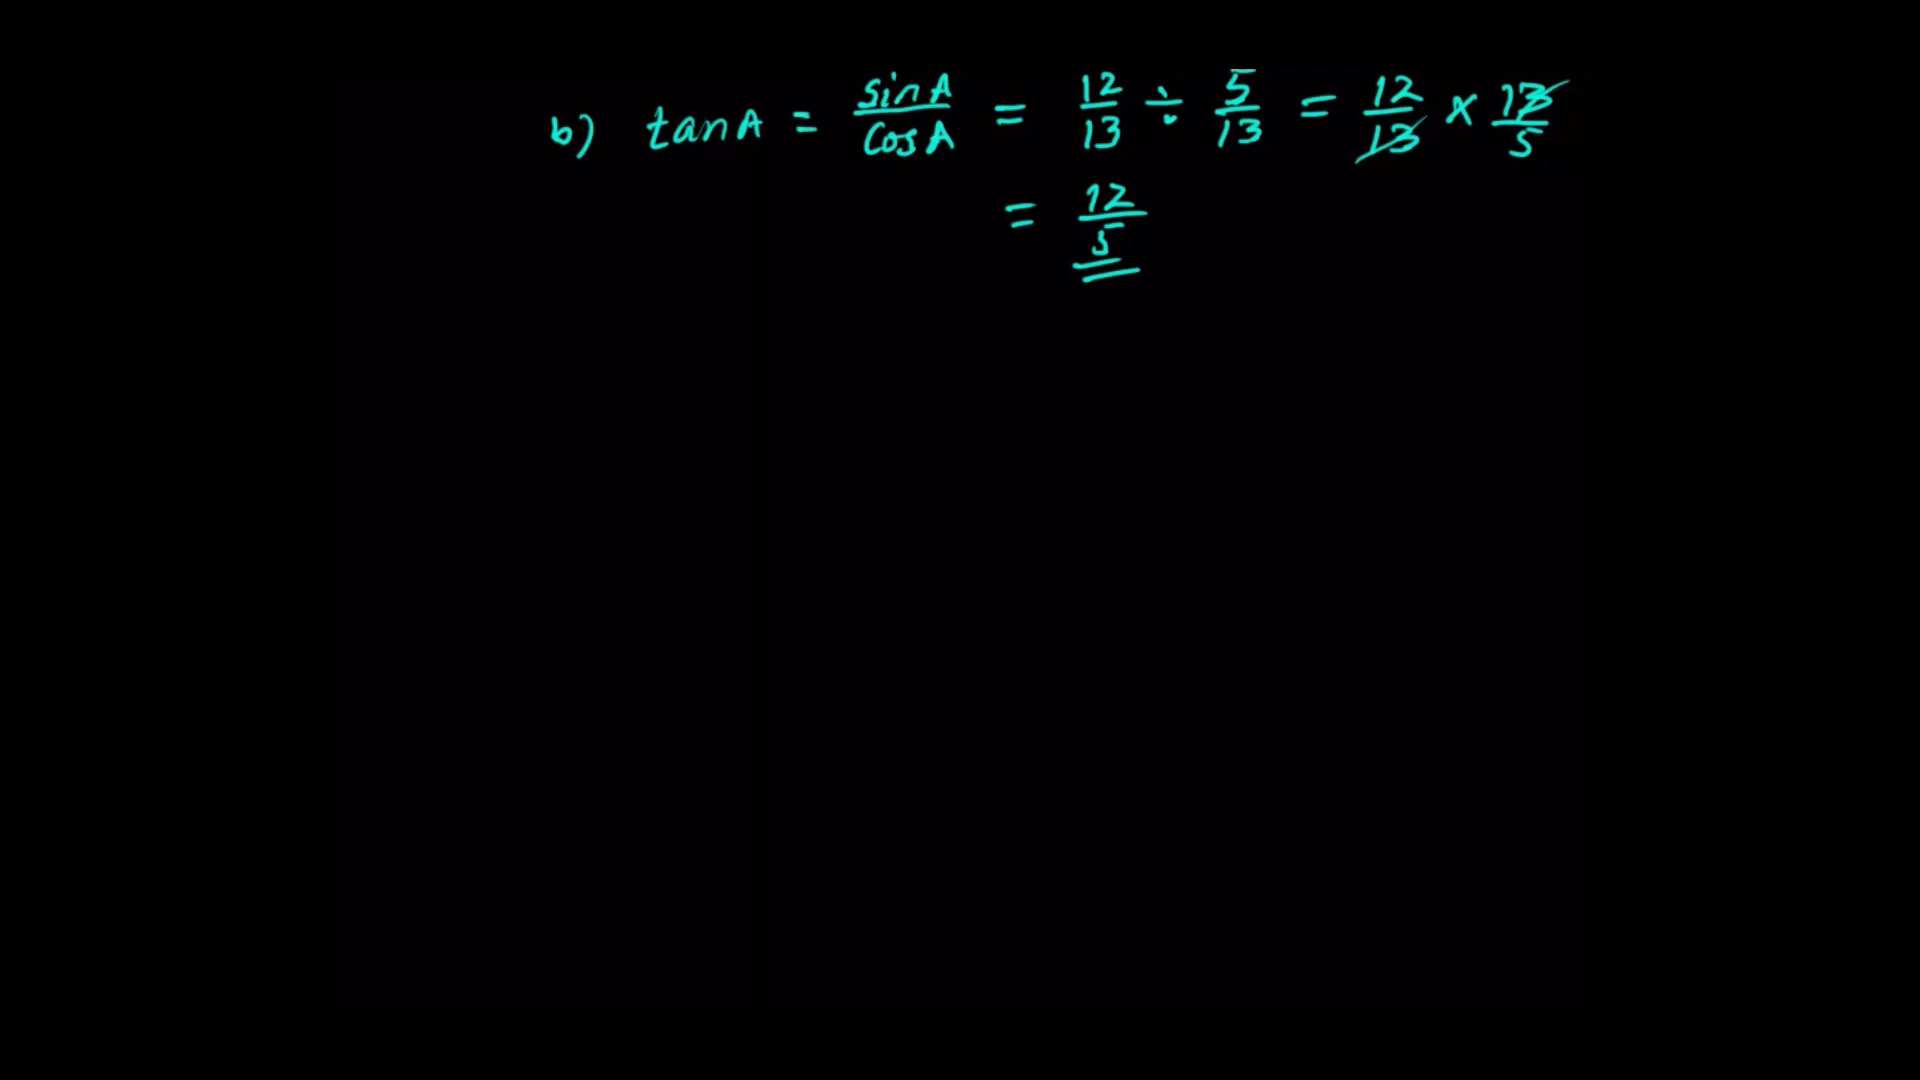 b) tanA = sinA/CosA = 12/13 ÷ 5/13 = 12/13 × 13/5
= 12/5